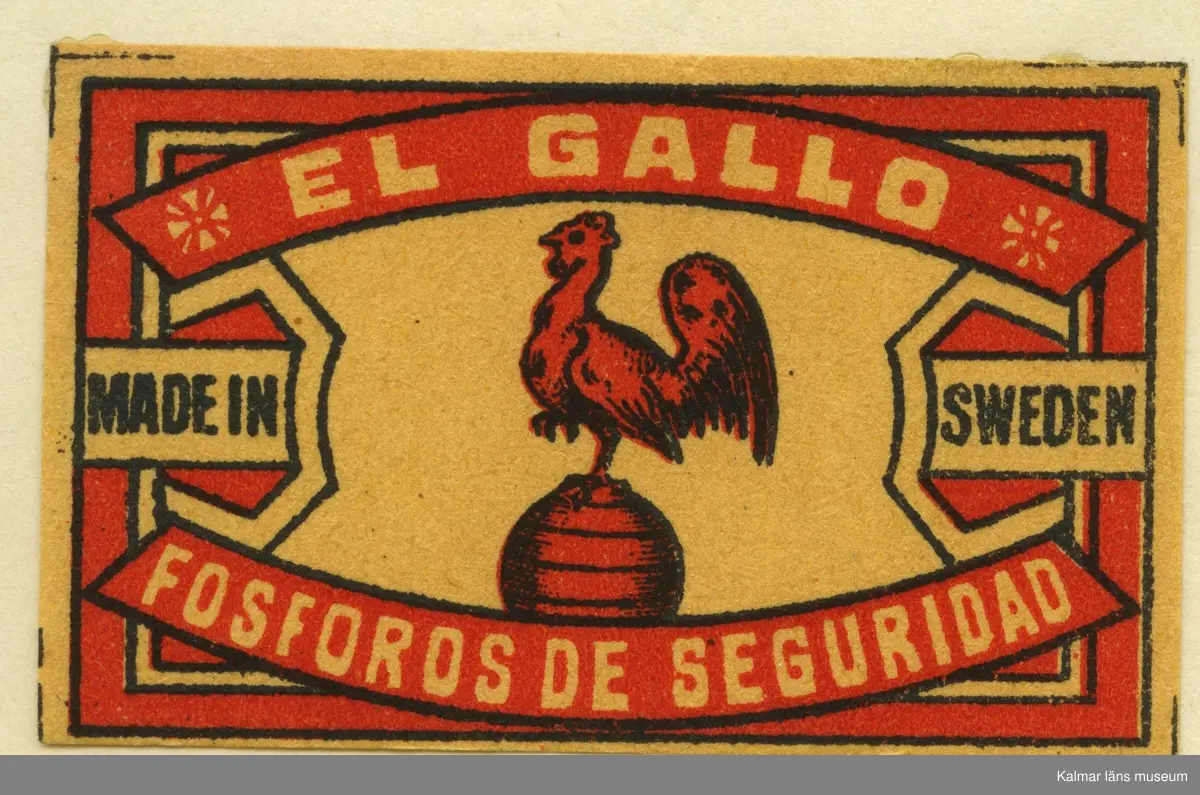 EL GALLO
MADE IN
SWEDEN
FOSFOROS DE SEGURIDAD
Kalmar läns museum